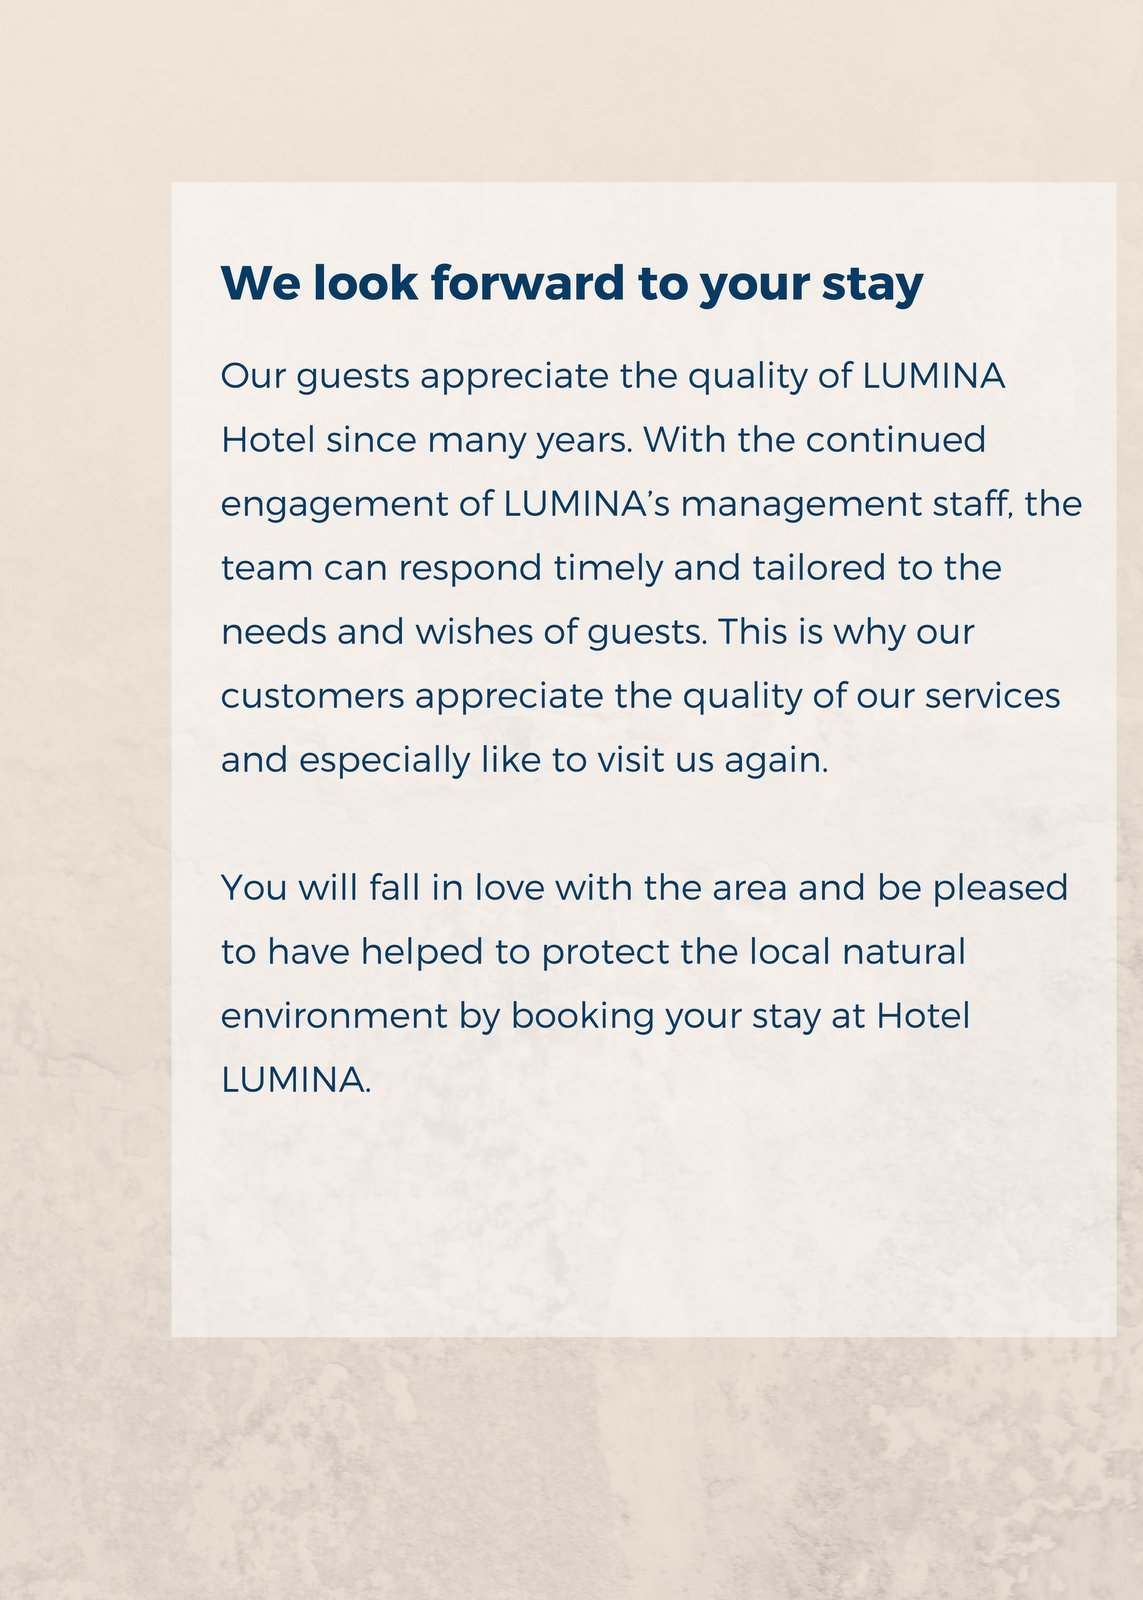 We look forward to your stay
Our guests appreciate the quality of LUMINA
Hotel since many years. With the continued
engagement of LUMINA’s management staff, the
team can respond timely and tailored to the
needs and wishes of guests. This is why our
customers appreciate the quality of our services
and especially like to visit us again.
You will fall in love with the area and be pleased
to have helped to protect the local natural
environment by booking your stay at Hotel
LUMINA.